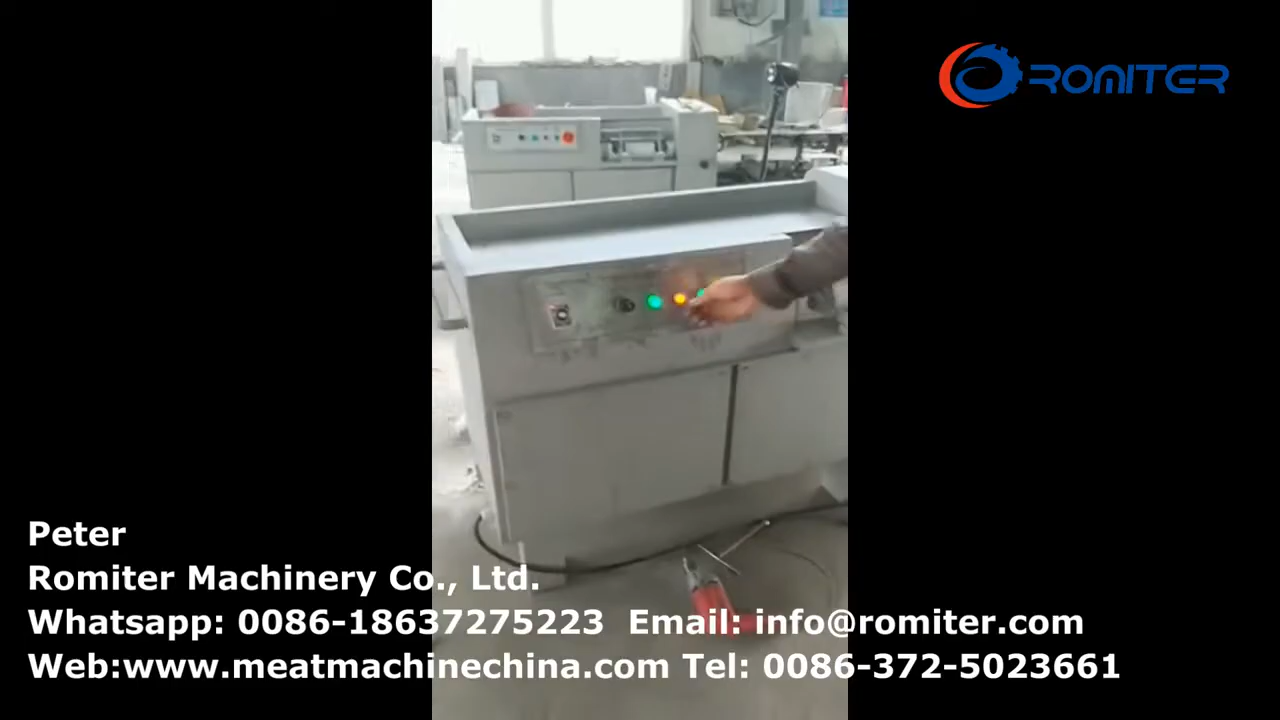 ROMITER
Peter
Romiter Machinery Co., Ltd.
Whatsapp: 0086-18637275223 Email: info@romiter.com
Web:www.meatmachinechina.com Tel: 0086-372-5023661